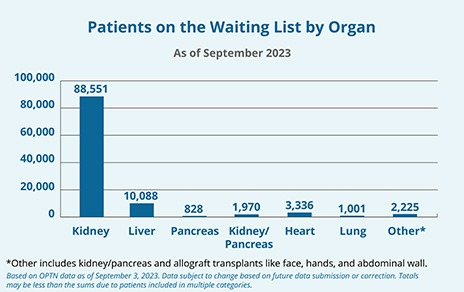 Patients on the Waiting List by Organ
As of September 2023
100,000
88,551
80,000
60,000
40,000
20,000
10,088
828
1,970
3,336
1,001
2,225
0
Kidney
Liver
Pancreas
Kidney/
Pancreas
Heart
Lung
Other*
*Other includes kidney/pancreas and allograft transplants like face, hands, and abdominal wall.
Based on OPTN data as of September 3, 2023. Data subject to change based on future data submission or correction. Totals
may be less than the sums due to patients included in multiple categories.